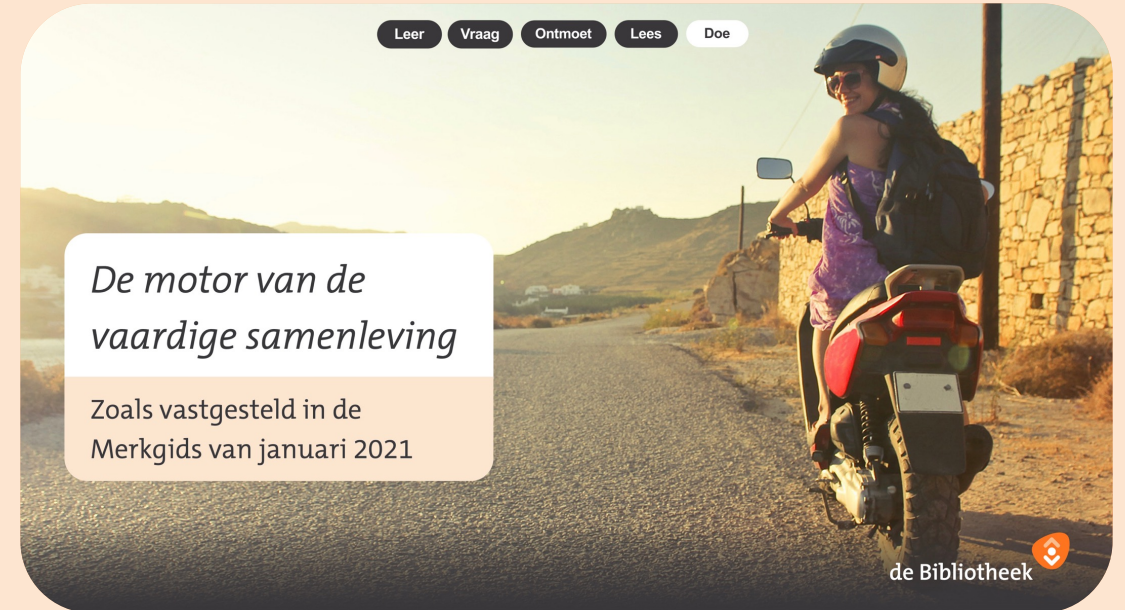 Leer Vraag Ontmoet Lees Doe
De motor van de
vaardige samenleving
Zoals vastgesteld in de
Merkgids van januari 2021
de Bibliotheek